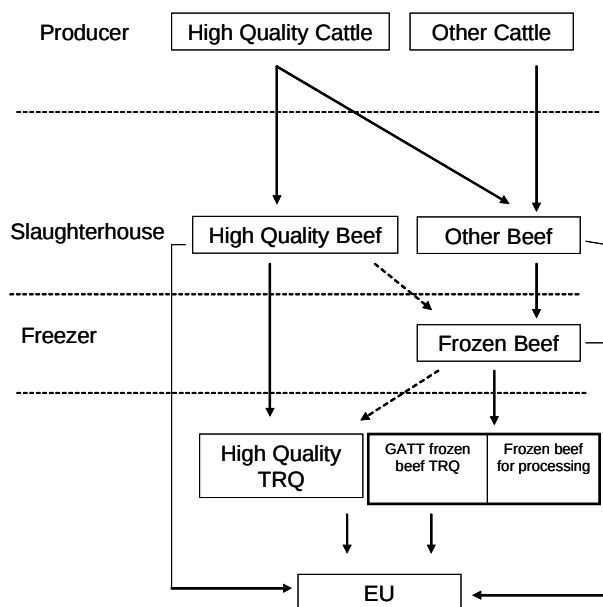 Producer
High Quality Cattle
Other Cattle
Slaughterhouse
High Quality Beef
Other Beef
Freezer
Frozen Beef
High Quality
TRQ
GATT frozen
beef TRQ
Frozen beef
for processing
EU